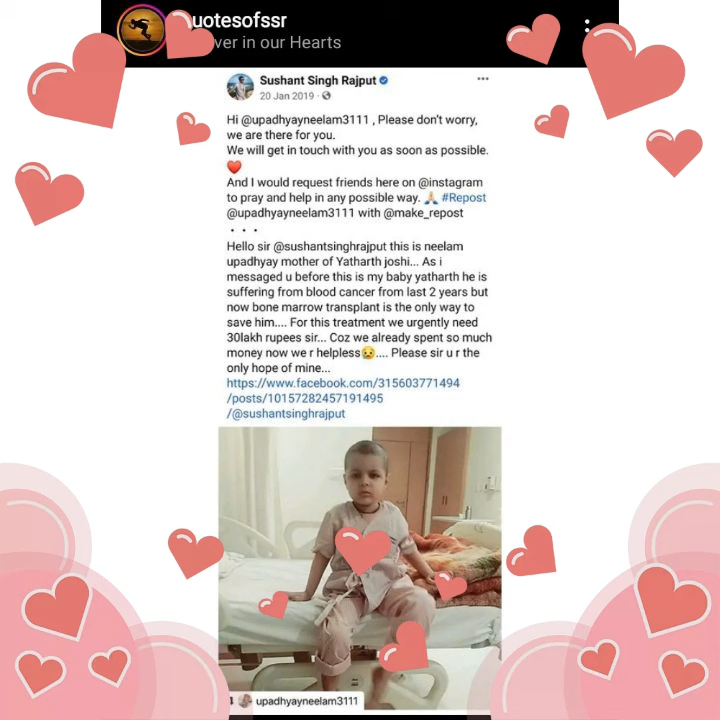 uotesofssr
ver in our Hearts
Sushant Singh Rajput
20 Jan 2019 ·
Hi @upadhyayneelam3111 , Please don't worry,
we are there for you.
We will get in touch with you as soon as possible.
❤️
And I would request friends here on @instagram
to pray and help in any possible way. 🙏🏻 #Repost
@upadhyayneelam3111 with @make_repost
・・・
Hello sir @sushantsinghrajput this is neelam
upadhyay mother of Yatharth joshi... As i
messaged u before this is my baby yatharth he is
suffering from blood cancer from last 2 years but
now bone marrow transplant is the only way to
save him.... For this treatment we urgently need
30lakh rupees sir... Coz we already spent so much
money now we r helpless😥.... Please sir u r the
only hope of mine...
https://www.facebook.com/315603771494
/posts/10157282457191495
/@sushantsinghrajput
upadhyayneelam3111